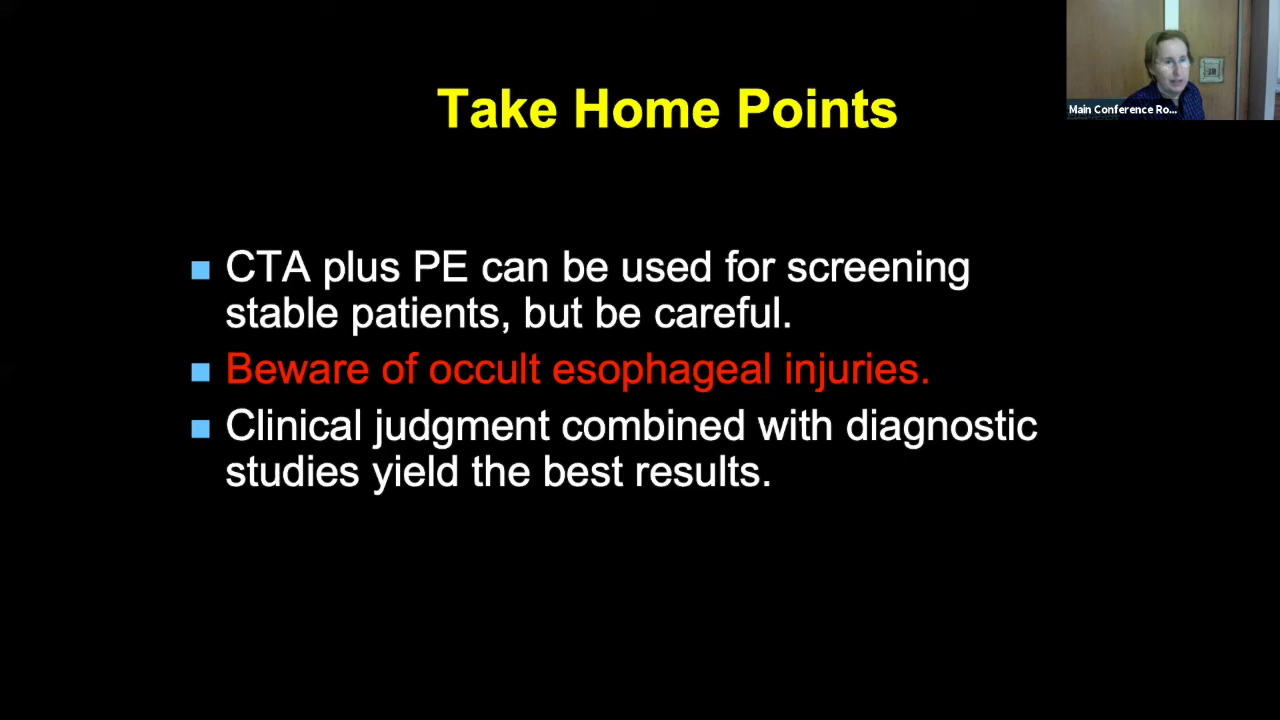 Main Conference Ro...
Take Home Points
CTA plus PE can be used for screening
stable patients, but be careful.
Beware of occult esophageal injuries.
Clinical judgment combined with diagnostic
studies yield the best results.